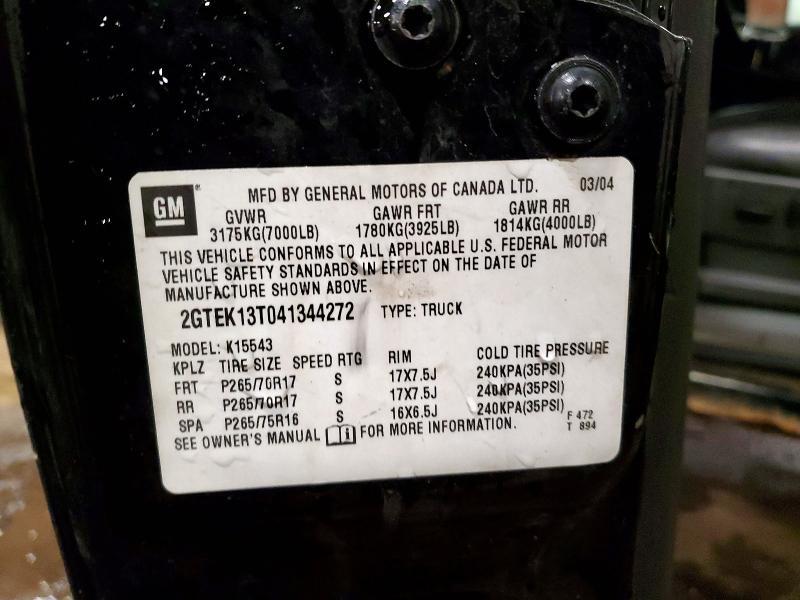 GM
MFD BY GENERAL MOTORS OF CANADA LTD. 03/04
GVWR GAWR FRT GAWR RR
3175KG(7000LB) 1780KG(3925LB) 1814KG(4000LB)
THIS VEHICLE CONFORMS TO ALL APPLICABLE U.S. FEDERAL MOTOR
VEHICLE SAFETY STANDARDS IN EFFECT ON THE DATE OF
MANUFACTURE SHOWN ABOVE.
2GTEK13T041344272 TYPE: TRUCK
MODEL: K15543
KPLZ TIRE SIZE SPEED RTG RIM COLD TIRE PRESSURE
FRT P265/70R17 S 17X7.5J 240KPA(35PSI)
RR P265/70R17 S 17X7.5J 240KPA(35PSI)
SPA P265/75R16 S 16X6.5J 240KPA(35PSI)
SEE OWNER'S MANUAL FOR MORE INFORMATION.
F 472
T 894